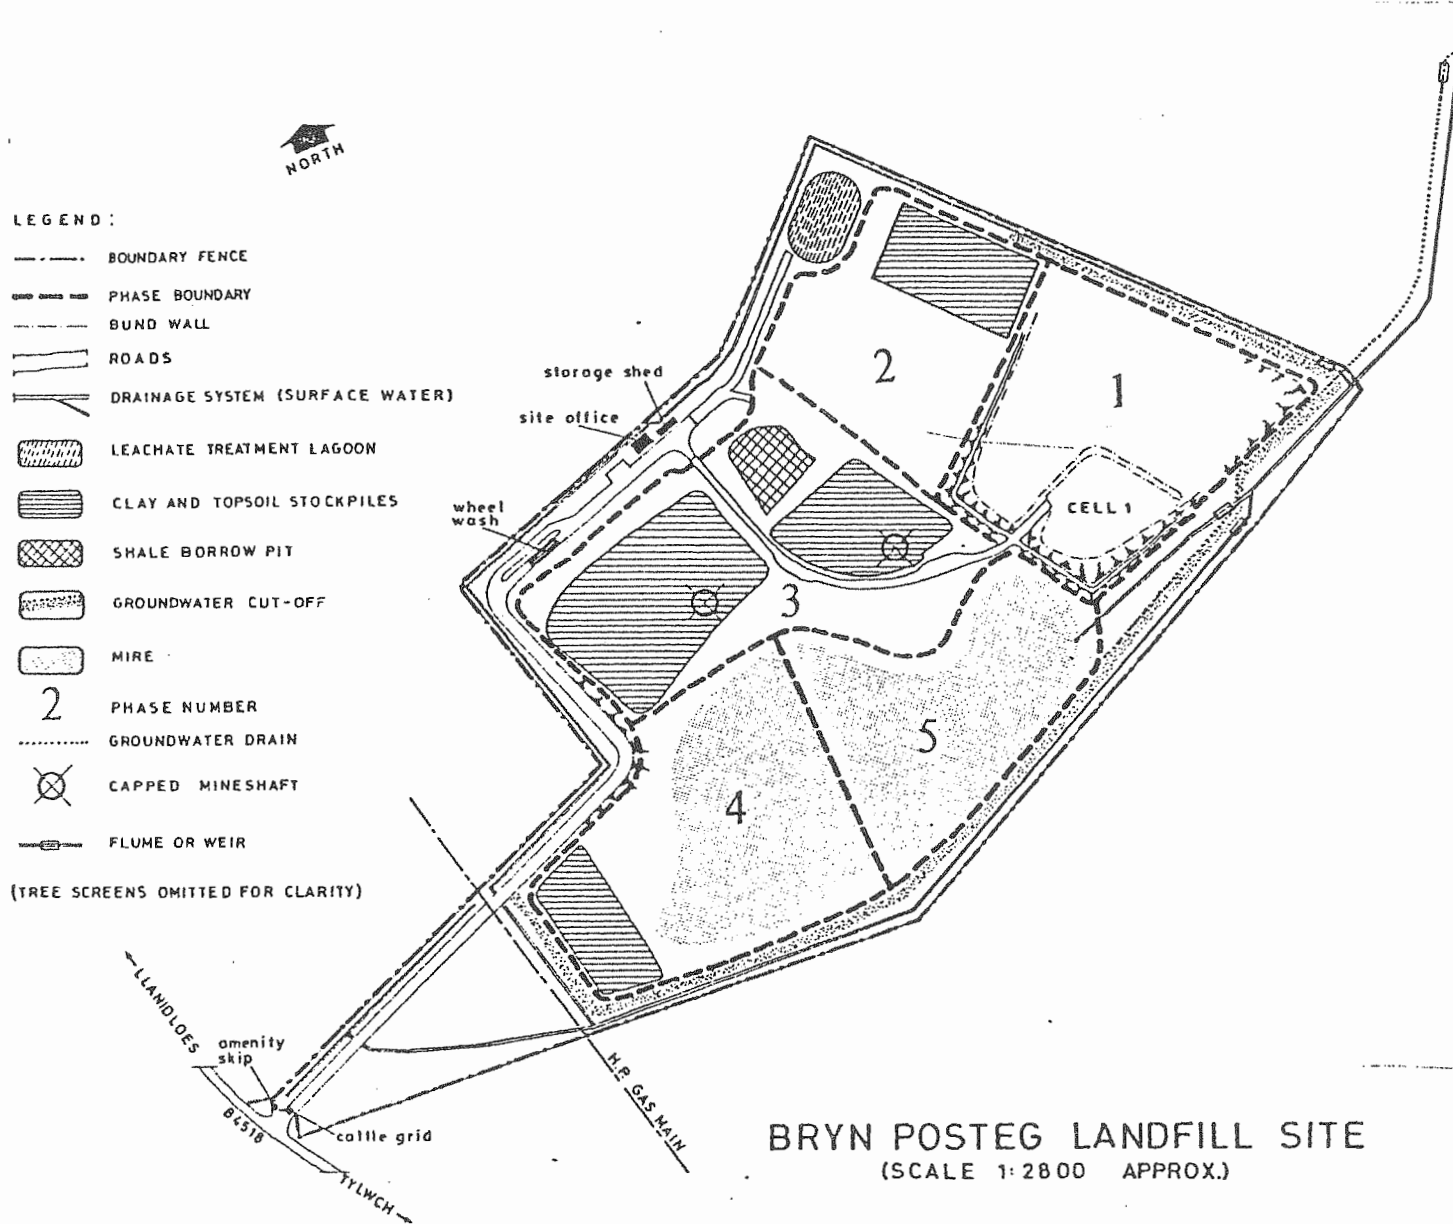 NORTH
LEGEND:
BOUNDARY FENCE
PHASE BOUNDARY
BUND WALL
ROADS
DRAINAGE SYSTEM (SURFACE WATER)
LEACHATE TREATMENT LAGOON
CLAY AND TOPSOIL STOCKPILES
SHALE BORROW PIT
GROUNDWATER CUT-OFF
MIRE
2
PHASE NUMBER
GROUNDWATER DRAIN
CAPPED MINESHAFT
FLUME OR WEIR
(TREE SCREENS OMITTED FOR CLARITY)
storage shed
site office
wheel
wash
2
1
CELL 1
3
5
4
LLANIDLOES
amenity
skip
B4518
cattle grid
TYLWCH
H.P. GAS MAIN
BRYN POSTEG LANDFILL SITE
(SCALE 1:2800 APPROX.)